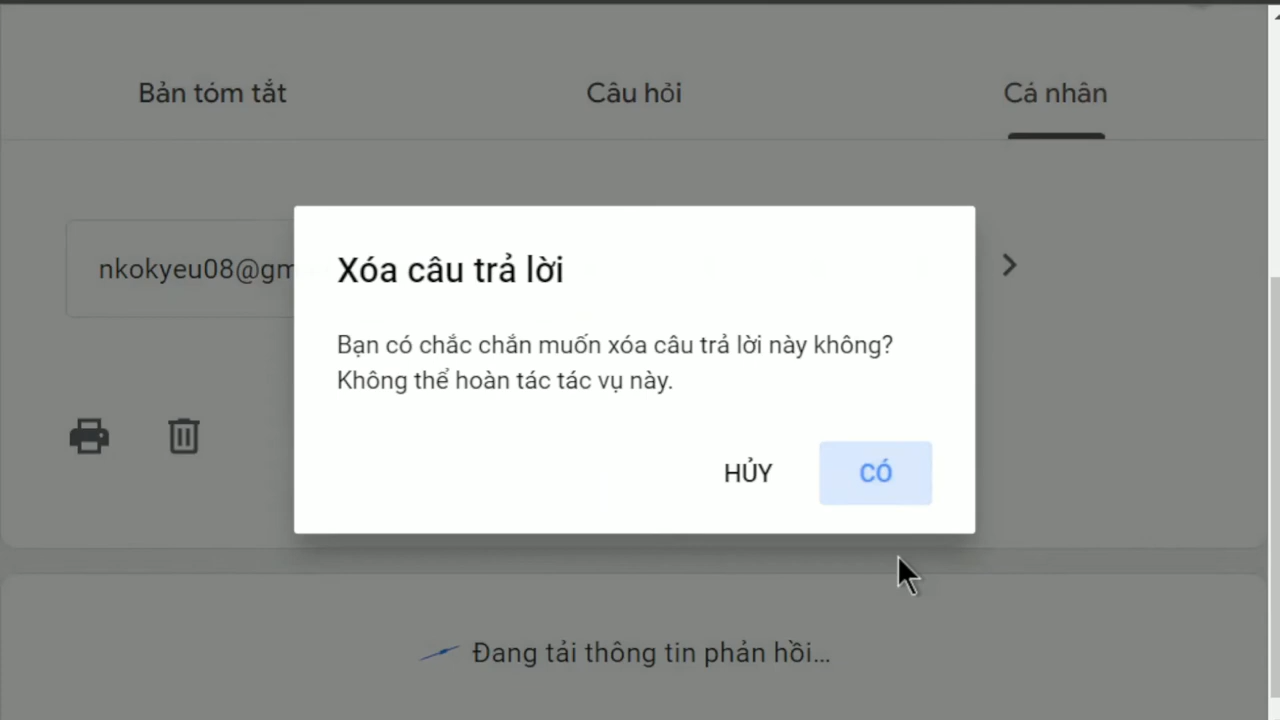 Bản tóm tắt
Câu hỏi
Cá nhân
nkokyeu08@gm
Xóa câu trả lời
Bạn có chắc chắn muốn xóa câu trả lời này không?
Không thể hoàn tác tác vụ này.
HỦY
CÓ
Đang tải thông tin phản hồi...